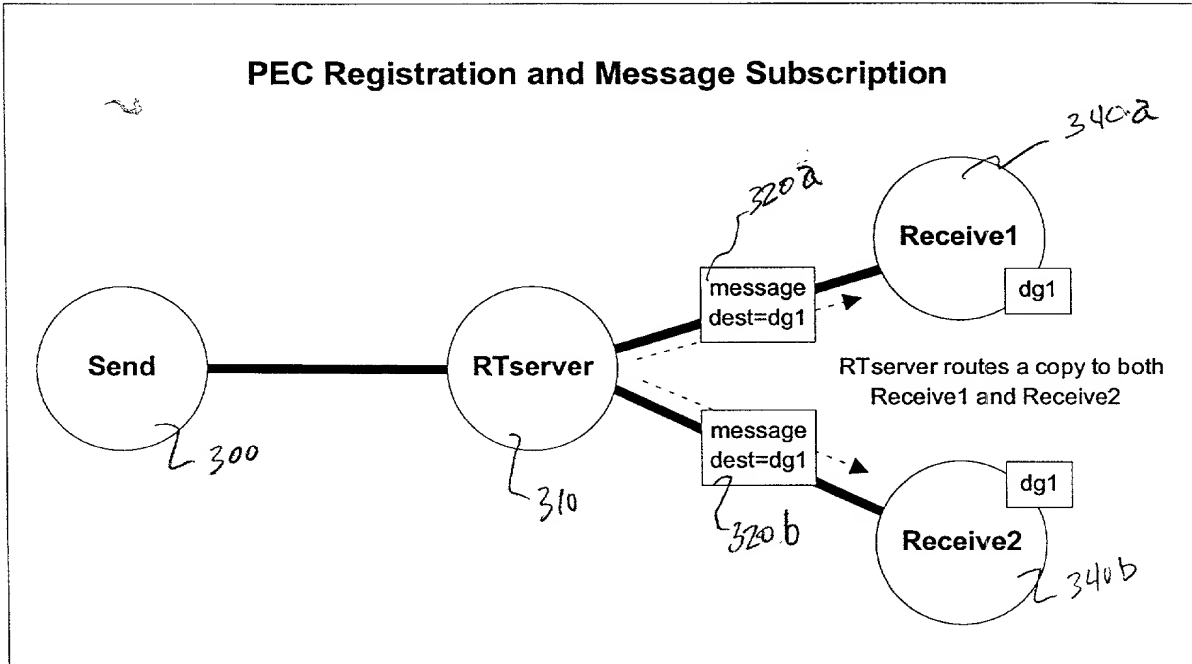 PEC Registration and Message Subscription
340a
320a
Receive1
message
dest=dg1
dg1
Send
RTserver
RTserver routes a copy to both
Receive1 and Receive2
300
310
message
dest=dg1
320b
dg1
Receive2
340b